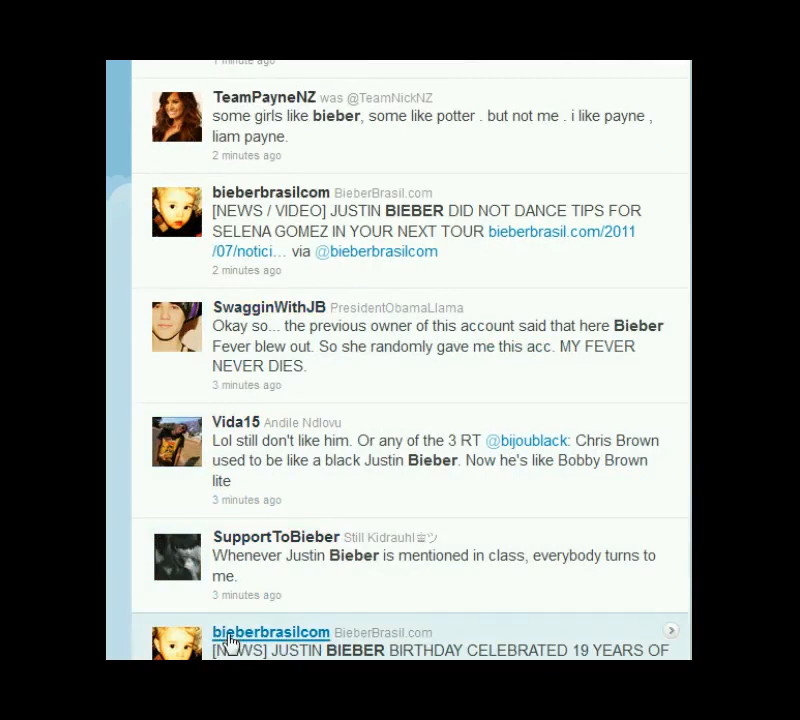 1 minute ago
TeamPayneNZ was @TeamNickNZ
some girls like bieber, some like potter . but not me . i like payne ,
liam payne.
2 minutes ago
bieberbrasilcom BieberBrasil.com
[NEWS / VIDEO] JUSTIN BIEBER DID NOT DANCE TIPS FOR
SELENA GOMEZ IN YOUR NEXT TOUR bieberbrasil.com/2011
/07/notici... via @bieberbrasilcom
2 minutes ago
SwagginWithJB PresidentObamaLlama
Okay so... the previous owner of this account said that here Bieber
Fever blew out. So she randomly gave me this acc. MY FEVER
NEVER DIES.
3 minutes ago
Vida15 Andile Ndlovu
Lol still don't like him. Or any of the 3 RT @bijoublack: Chris Brown
used to be like a black Justin Bieber. Now he's like Bobby Brown
lite
3 minutes ago
SupportToBieber Still Kidrauhl
Whenever Justin Bieber is mentioned in class, everybody turns to
me.
3 minutes ago
bieberbrasilcom BieberBrasil.com
[NEWS] JUSTIN BIEBER BIRTHDAY CELEBRATED 19 YEARS OF